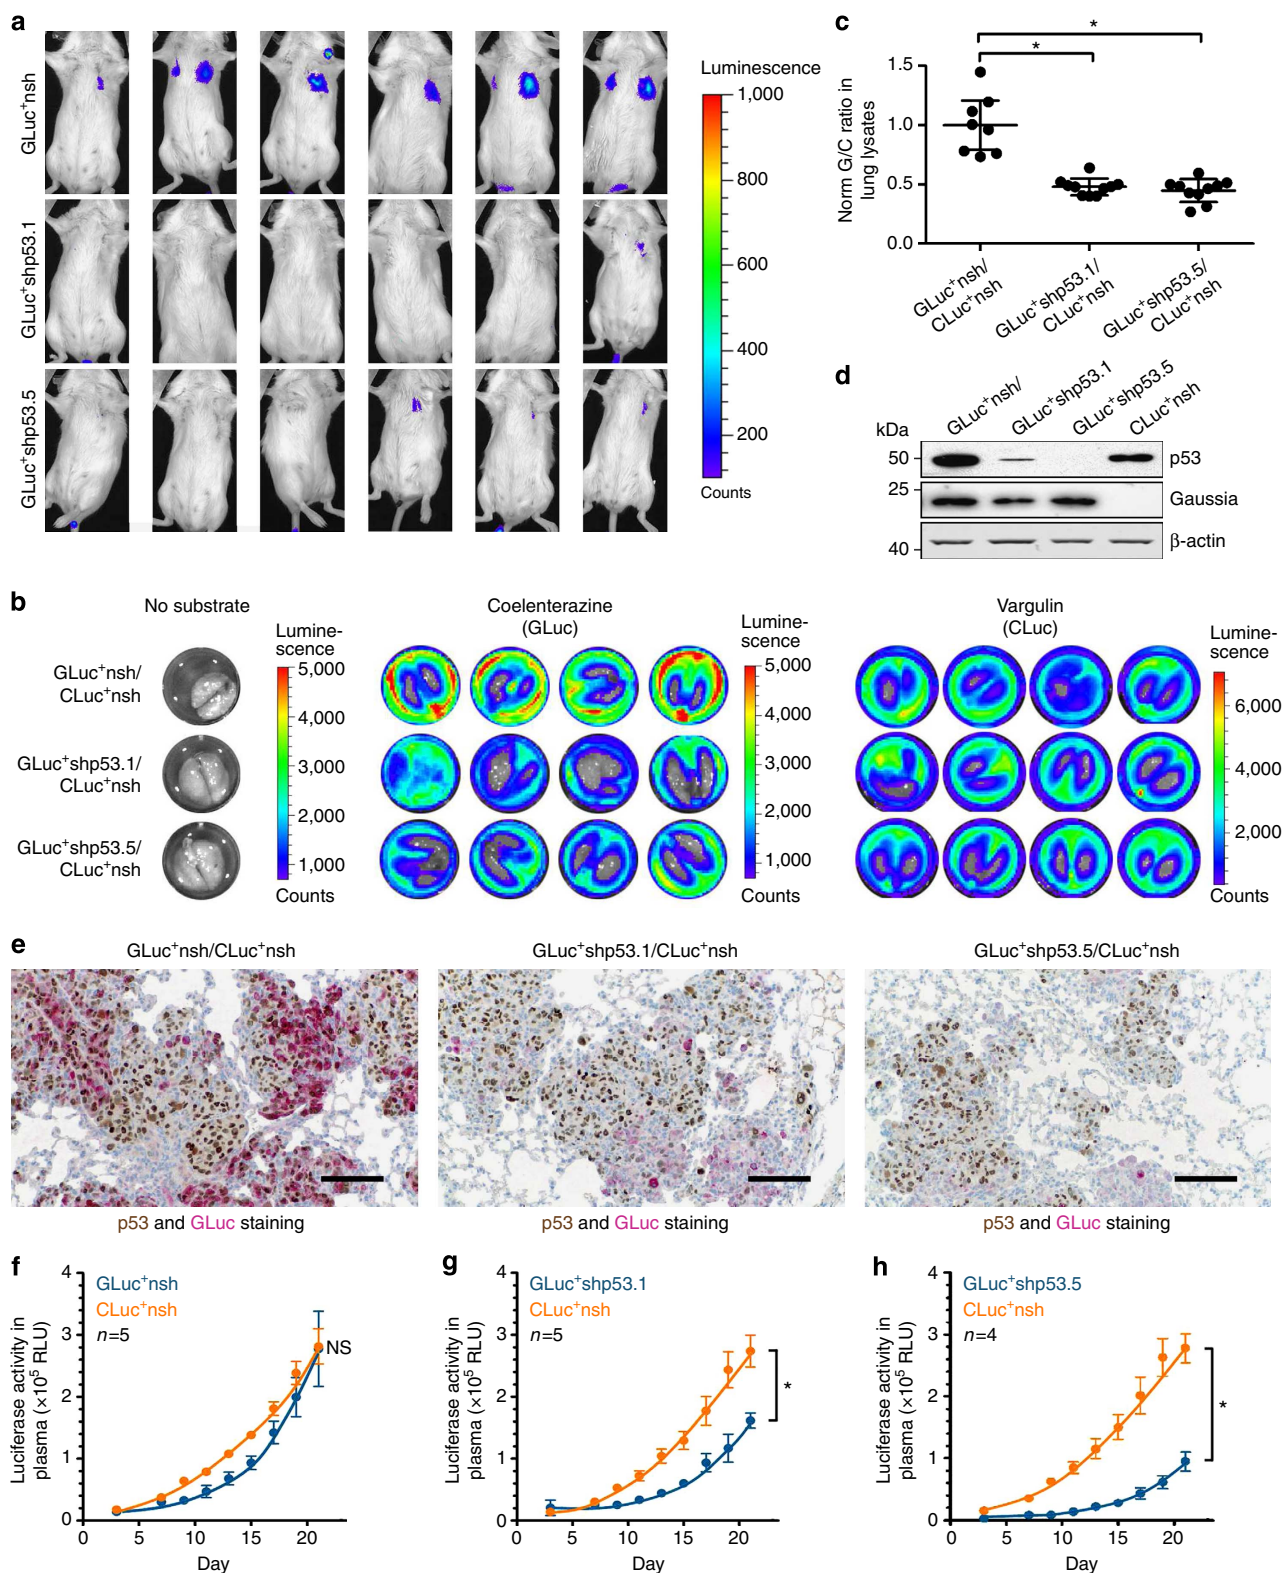 a
GLuc⁺nsh
GLuc⁺shp53.1
GLuc⁺shp53.5
Luminescence
1,000
800
600
400
200
Counts
b
No substrate
Coelenterazine
(GLuc)
Vargulin
(CLuc)
GLuc⁺nsh/
CLuc⁺nsh
GLuc⁺shp53.1/
CLuc⁺nsh
GLuc⁺shp53.5/
CLuc⁺nsh
Lumine-
scence
5,000
4,000
3,000
2,000
1,000
Counts
Lumine-
scence
5,000
4,000
3,000
2,000
1,000
Counts
Lumine-
scence
6,000
4,000
2,000
Counts
c
*
*
Norm G/C ratio in
lung lysates
1.5
1.0
0.5
0.0
GLuc⁺nsh/
CLuc⁺nsh
GLuc⁺shp53.1/
CLuc⁺nsh
GLuc⁺shp53.5/
CLuc⁺nsh
d
GLuc⁺nsh/
GLuc⁺shp53.1
GLuc⁺shp53.5
CLuc⁺nsh
kDa
50
p53
25
Gaussia
40
β-actin
e
GLuc⁺nsh/CLuc⁺nsh
GLuc⁺shp53.1/CLuc⁺nsh
GLuc⁺shp53.5/CLuc⁺nsh
p53 and GLuc staining
p53 and GLuc staining
p53 and GLuc staining
f
Luciferase activity in
plasma (×10⁵ RLU)
4
3
2
1
0
GLuc⁺nsh
CLuc⁺nsh
n=5
NS
0 5 10 15 20
Day
g
Luciferase activity in
plasma (×10⁵ RLU)
4
3
2
1
0
GLuc⁺shp53.1
CLuc⁺nsh
n=5
*
0 5 10 15 20
Day
h
Luciferase activity in
plasma (×10⁵ RLU)
4
3
2
1
0
GLuc⁺shp53.5
CLuc⁺nsh
n=4
*
0 5 10 15 20
Day